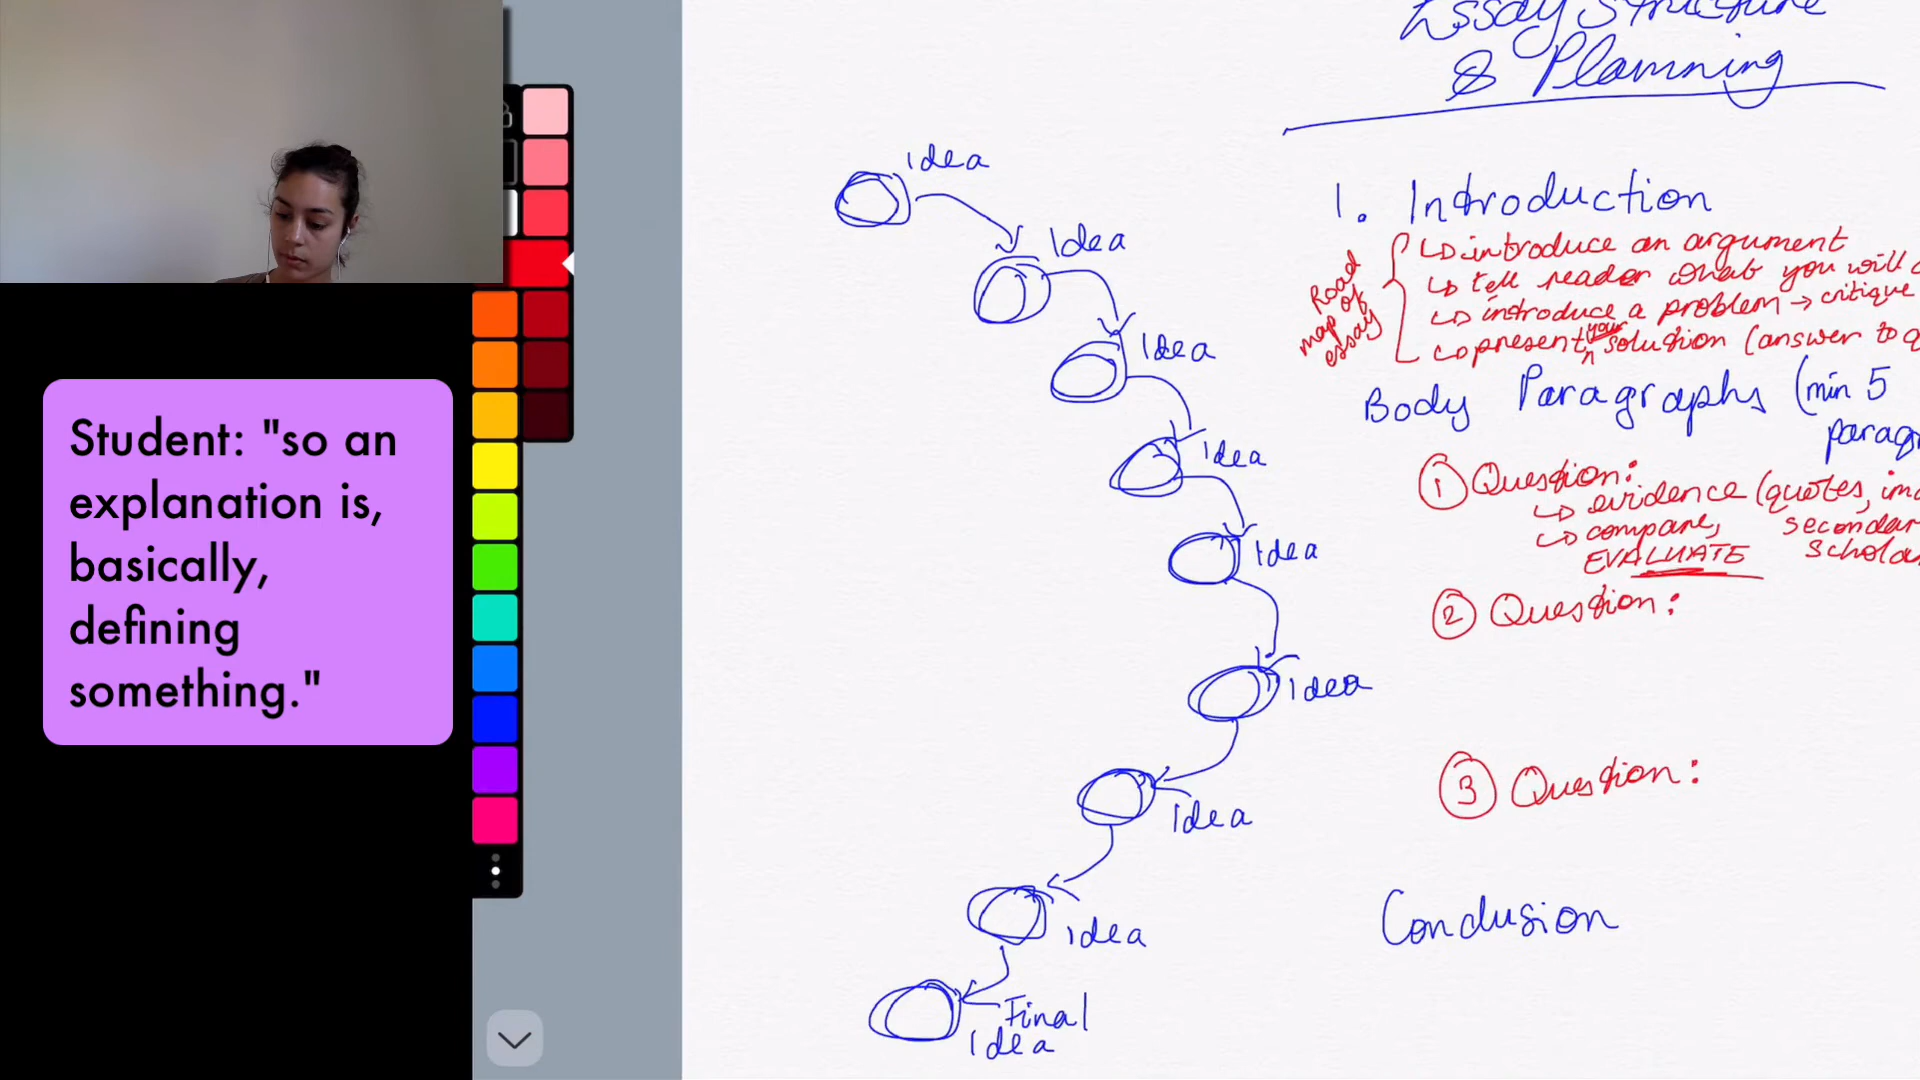 Student: "so an
explanation is,
basically,
defining
something."
Essay Structure
& Planning
idea
Idea
Idea
Idea
Idea
Idea
Idea
Idea
Final
Idea
1. Introduction
Road
map of
essay
↳ introduce an argument
↳ tell reader what you will
↳ introduce a problem → critique
↳ present your solution (answer to q
Body Paragraphs (min 5
parag
① Question:
↳ evidence (quotes,
↳ compare, secondar
EVALUATE schola
② Question:
③ Question:
Conclusion